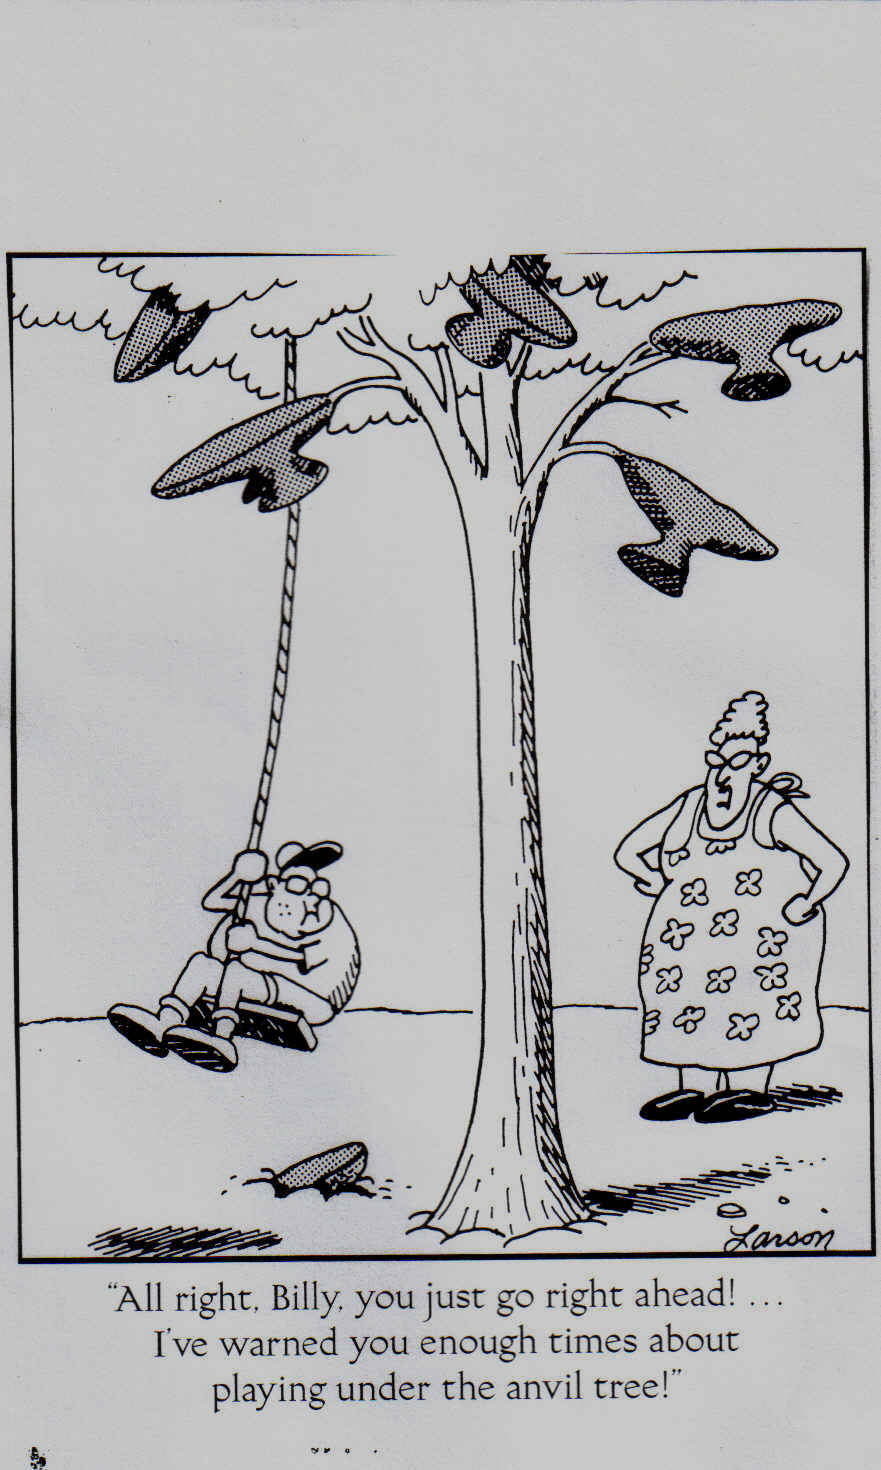 Larson
"All right, Billy, you just go right ahead! ...
I've warned you enough times about
playing under the anvil tree!"